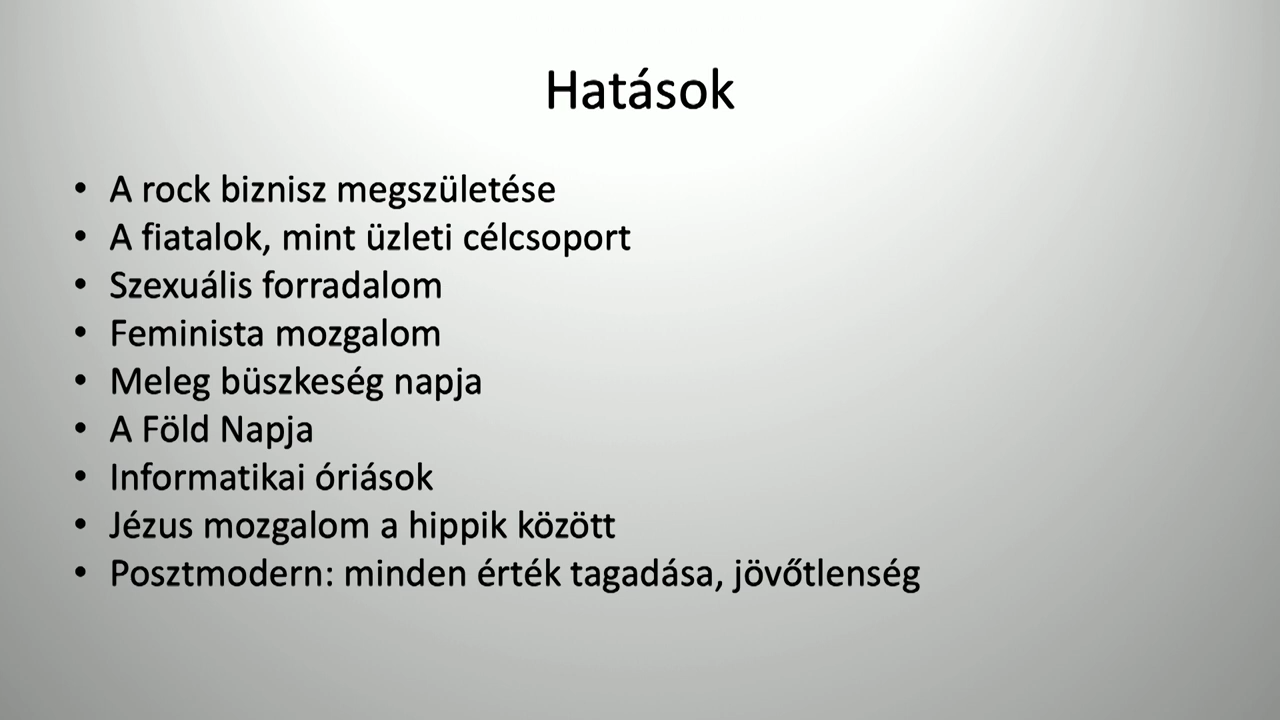 Hatások
• A rock biznisz megszületése
• A fiatalok, mint üzleti célcsoport
• Szexuális forradalom
• Feminista mozgalom
• Meleg büszkeség napja
• A Föld Napja
• Informatikai óriások
• Jézus mozgalom a hippik között
• Posztmodern: minden érték tagadása, jövőtlenség